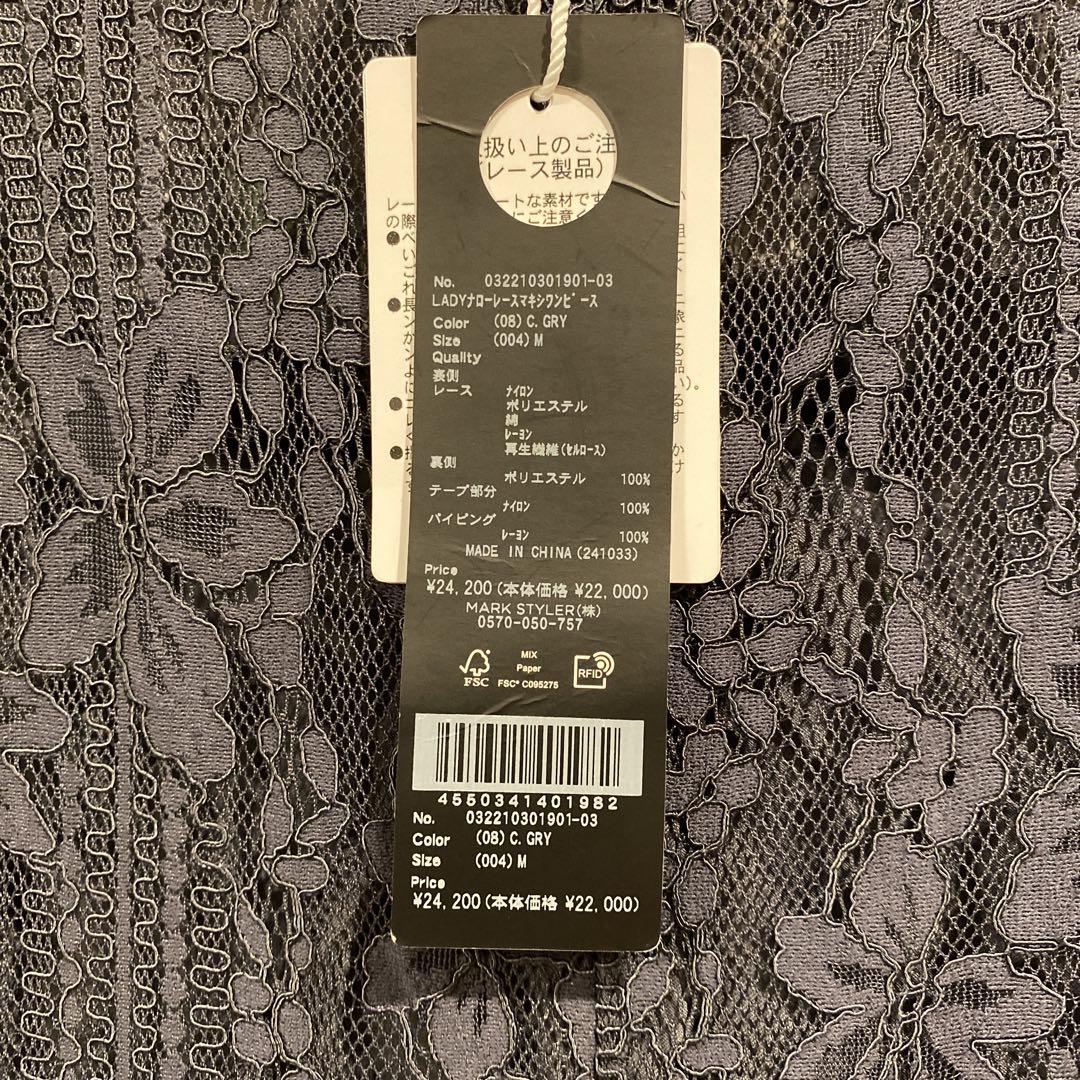 扱い上のご注
レース製品)
ートな素材です
にご注意く
No. 032210301901-03
LADYナローレースマキシワンピース
Color (08) C. GRY
Size (004) M
Quality
裏側
レース ナイロン
ポリエステル
綿
レーヨン
再生繊維(セルロース)
裏側
ポリエステル 100%
テープ部分
ナイロン 100%
パイピング
レーヨン 100%
MADE IN CHINA (241033)
Price
¥24,200 (本体価格 ¥22,000)
MARK STYLER(株)
0570-050-757
FSC
MIX
Paper
FSC® C095275
RFID
4550341401982
No. 032210301901-03
Color (08) C. GRY
Size (004) M
Price
¥24,200 (本体価格 ¥22,000)